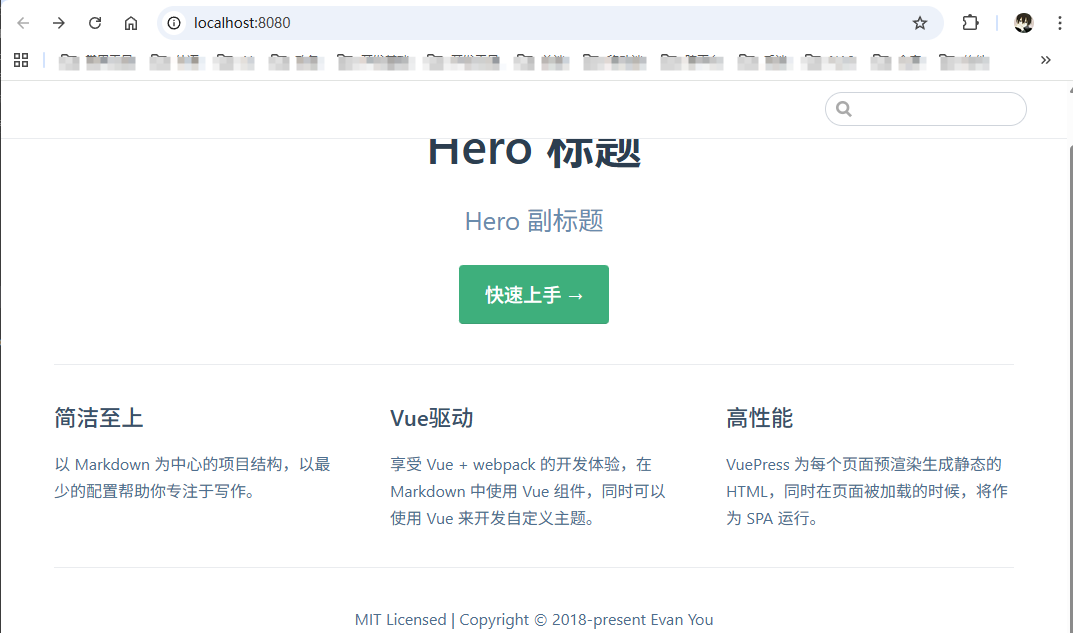 localhost:8080
Hero 标题
Hero 副标题
快速上手 →
简洁至上
以 Markdown 为中心的项目结构，以最
少的配置帮助你专注于写作。
Vue驱动
享受 Vue + webpack 的开发体验，在
Markdown 中使用 Vue 组件，同时可以
使用 Vue 来开发自定义主题。
高性能
VuePress 为每个页面预渲染生成静态的
HTML，同时在页面被加载的时候，将作
为 SPA 运行。
MIT Licensed | Copyright © 2018-present Evan You